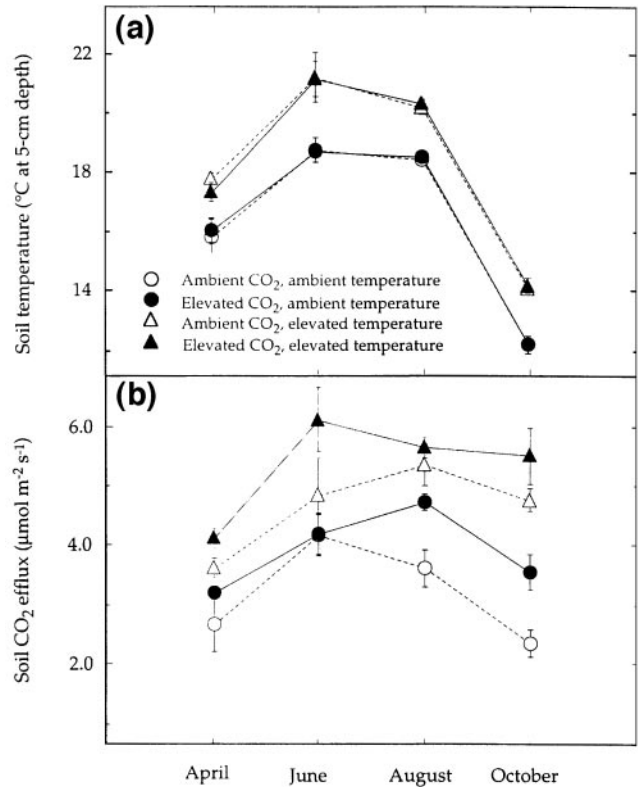 (a)
Soil temperature (°C at 5-cm depth)
22
18
14
Ambient CO₂, ambient temperature
Elevated CO₂, ambient temperature
Ambient CO₂, elevated temperature
Elevated CO₂, elevated temperature
(b)
Soil CO₂ efflux (μmol m⁻² s⁻¹)
6.0
4.0
2.0
April June August October